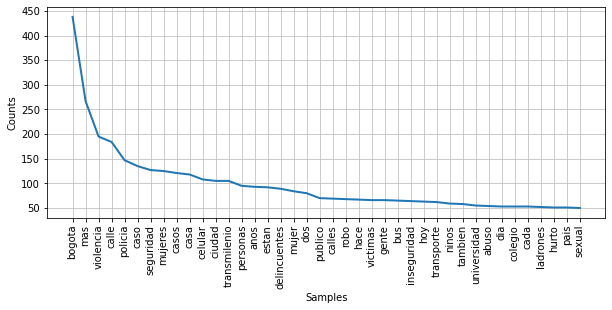 450
400
350
300
250
200
150
100
50
Counts
bogota
mas
violencia
calle
policia
caso
seguridad
mujeres
casos
casa
celular
ciudad
transmilenio
personas
anos
estan
delincuentes
mujer
dos
publico
calles
robo
hace
victimas
gente
bus
inseguridad
hoy
transporte
ninos
tambien
universidad
abuso
dia
colegio
cada
ladrones
hurto
pais
sexual
Samples